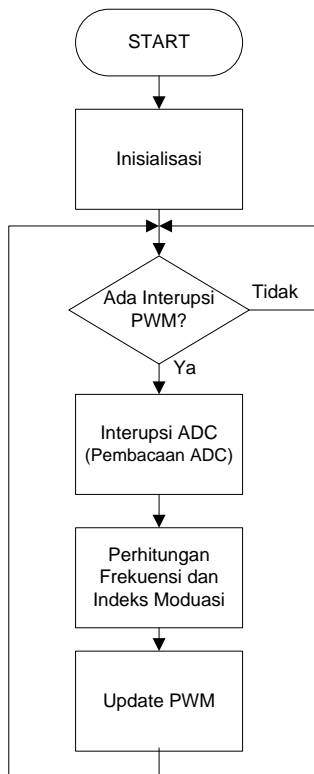 START
Inisialisasi
Ada Interupsi
PWM?
Tidak
Ya
Interupsi ADC
(Pembacaan ADC)
Perhitungan
Frekuensi dan
Indeks Moduasi
Update PWM